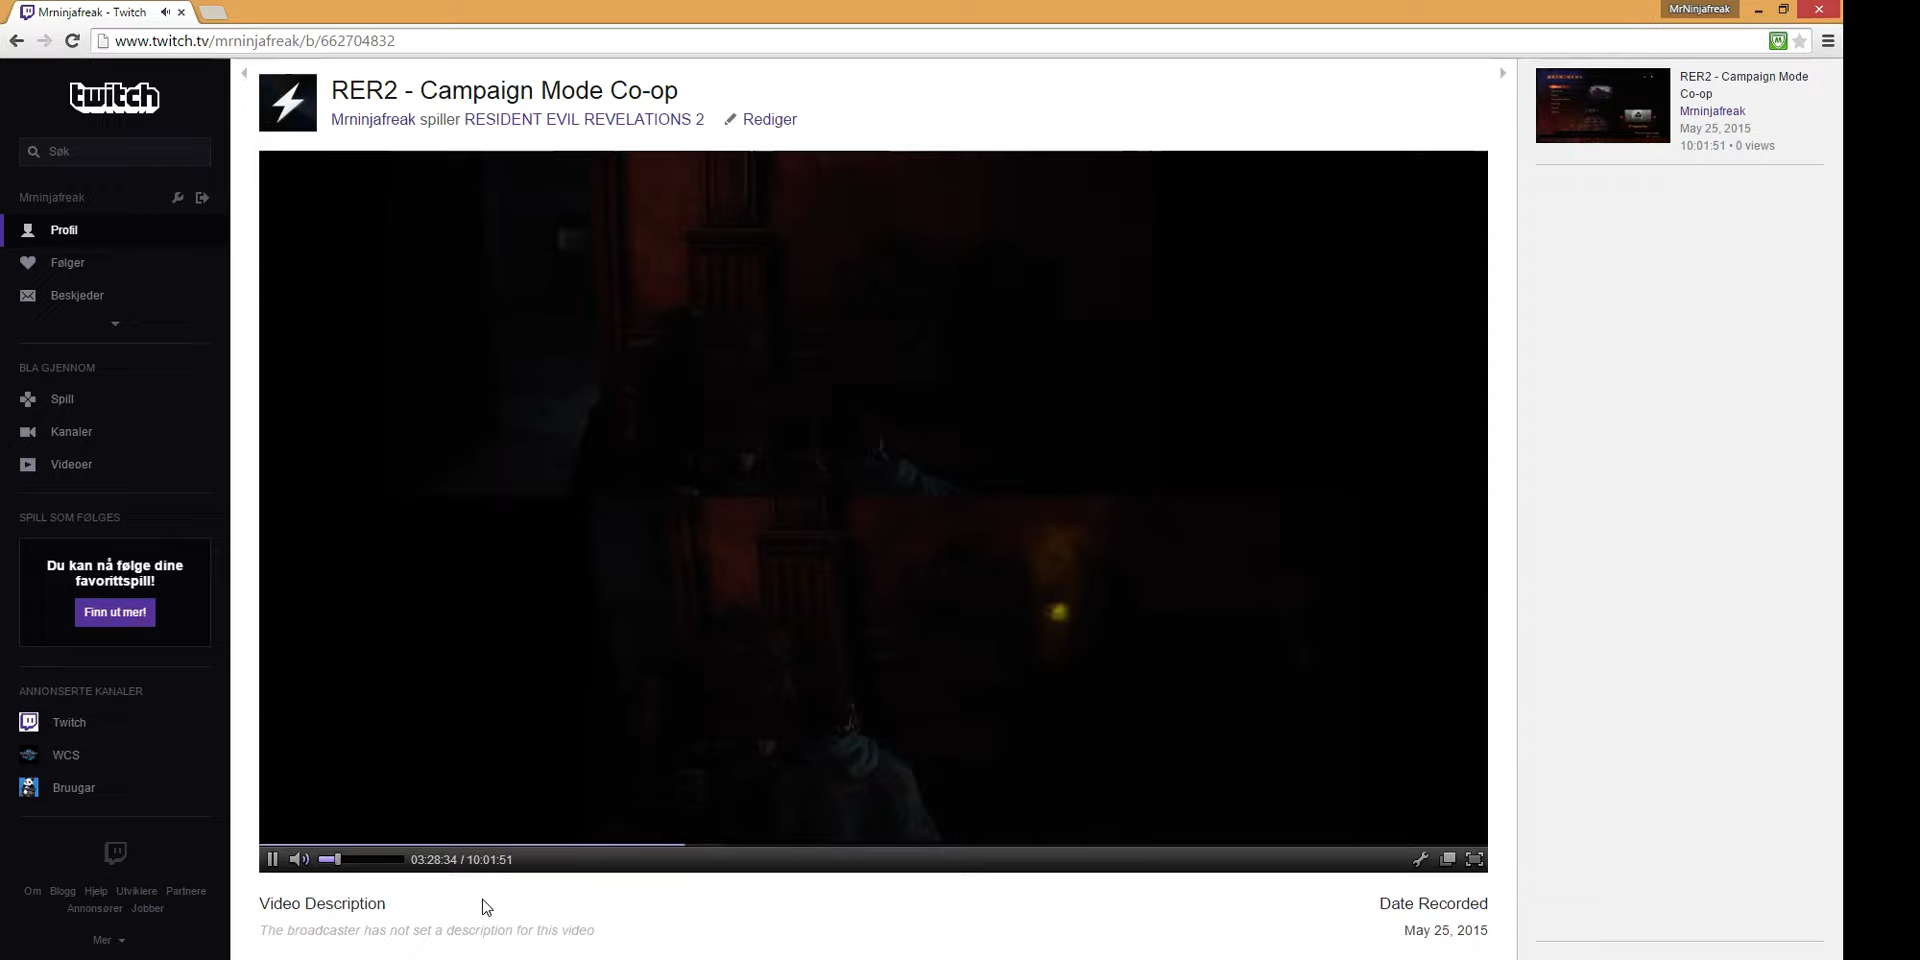 Mrninjafreak - Twitch
MrNinjafreak
www.twitch.tv/mrninjafreak/b/662704832
twitch
Søk
Mrninjafreak
Profil
Følger
Beskjeder
BLA GJENNOM
Spill
Kanaler
Videoer
SPILL SOM FØLGES
Du kan nå følge dine
favorittspill!
Finn ut mer!
ANNONSERTE KANALER
Twitch
WCS
Bruugar
Om Blogg Hjelp Utviklere Partnere
Annonsører Jobber
Mer
RER2 - Campaign Mode Co-op
Mrninjafreak spiller RESIDENT EVIL REVELATIONS 2 Rediger
03:28:34 / 10:01:51
Video Description
The broadcaster has not set a description for this video
Date Recorded
May 25, 2015
RER2 - Campaign Mode
Co-op
Mrninjafreak
May 25, 2015
10:01:51 • 0 views